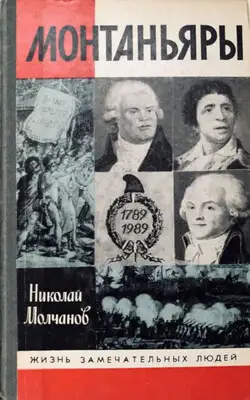 МОНТАНЬЯРЫ
1789
1989
Николай
Молчанов
ЖИЗНЬ ЗАМЕЧАТЕЛЬНЫХ ЛЮДЕЙ